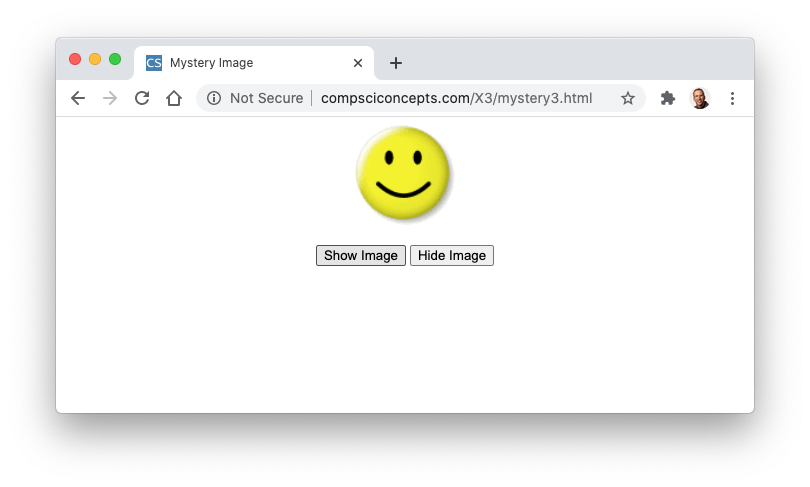 CS Mystery Image
Not Secure | compsciconcepts.com/X3/mystery3.html
Show Image Hide Image